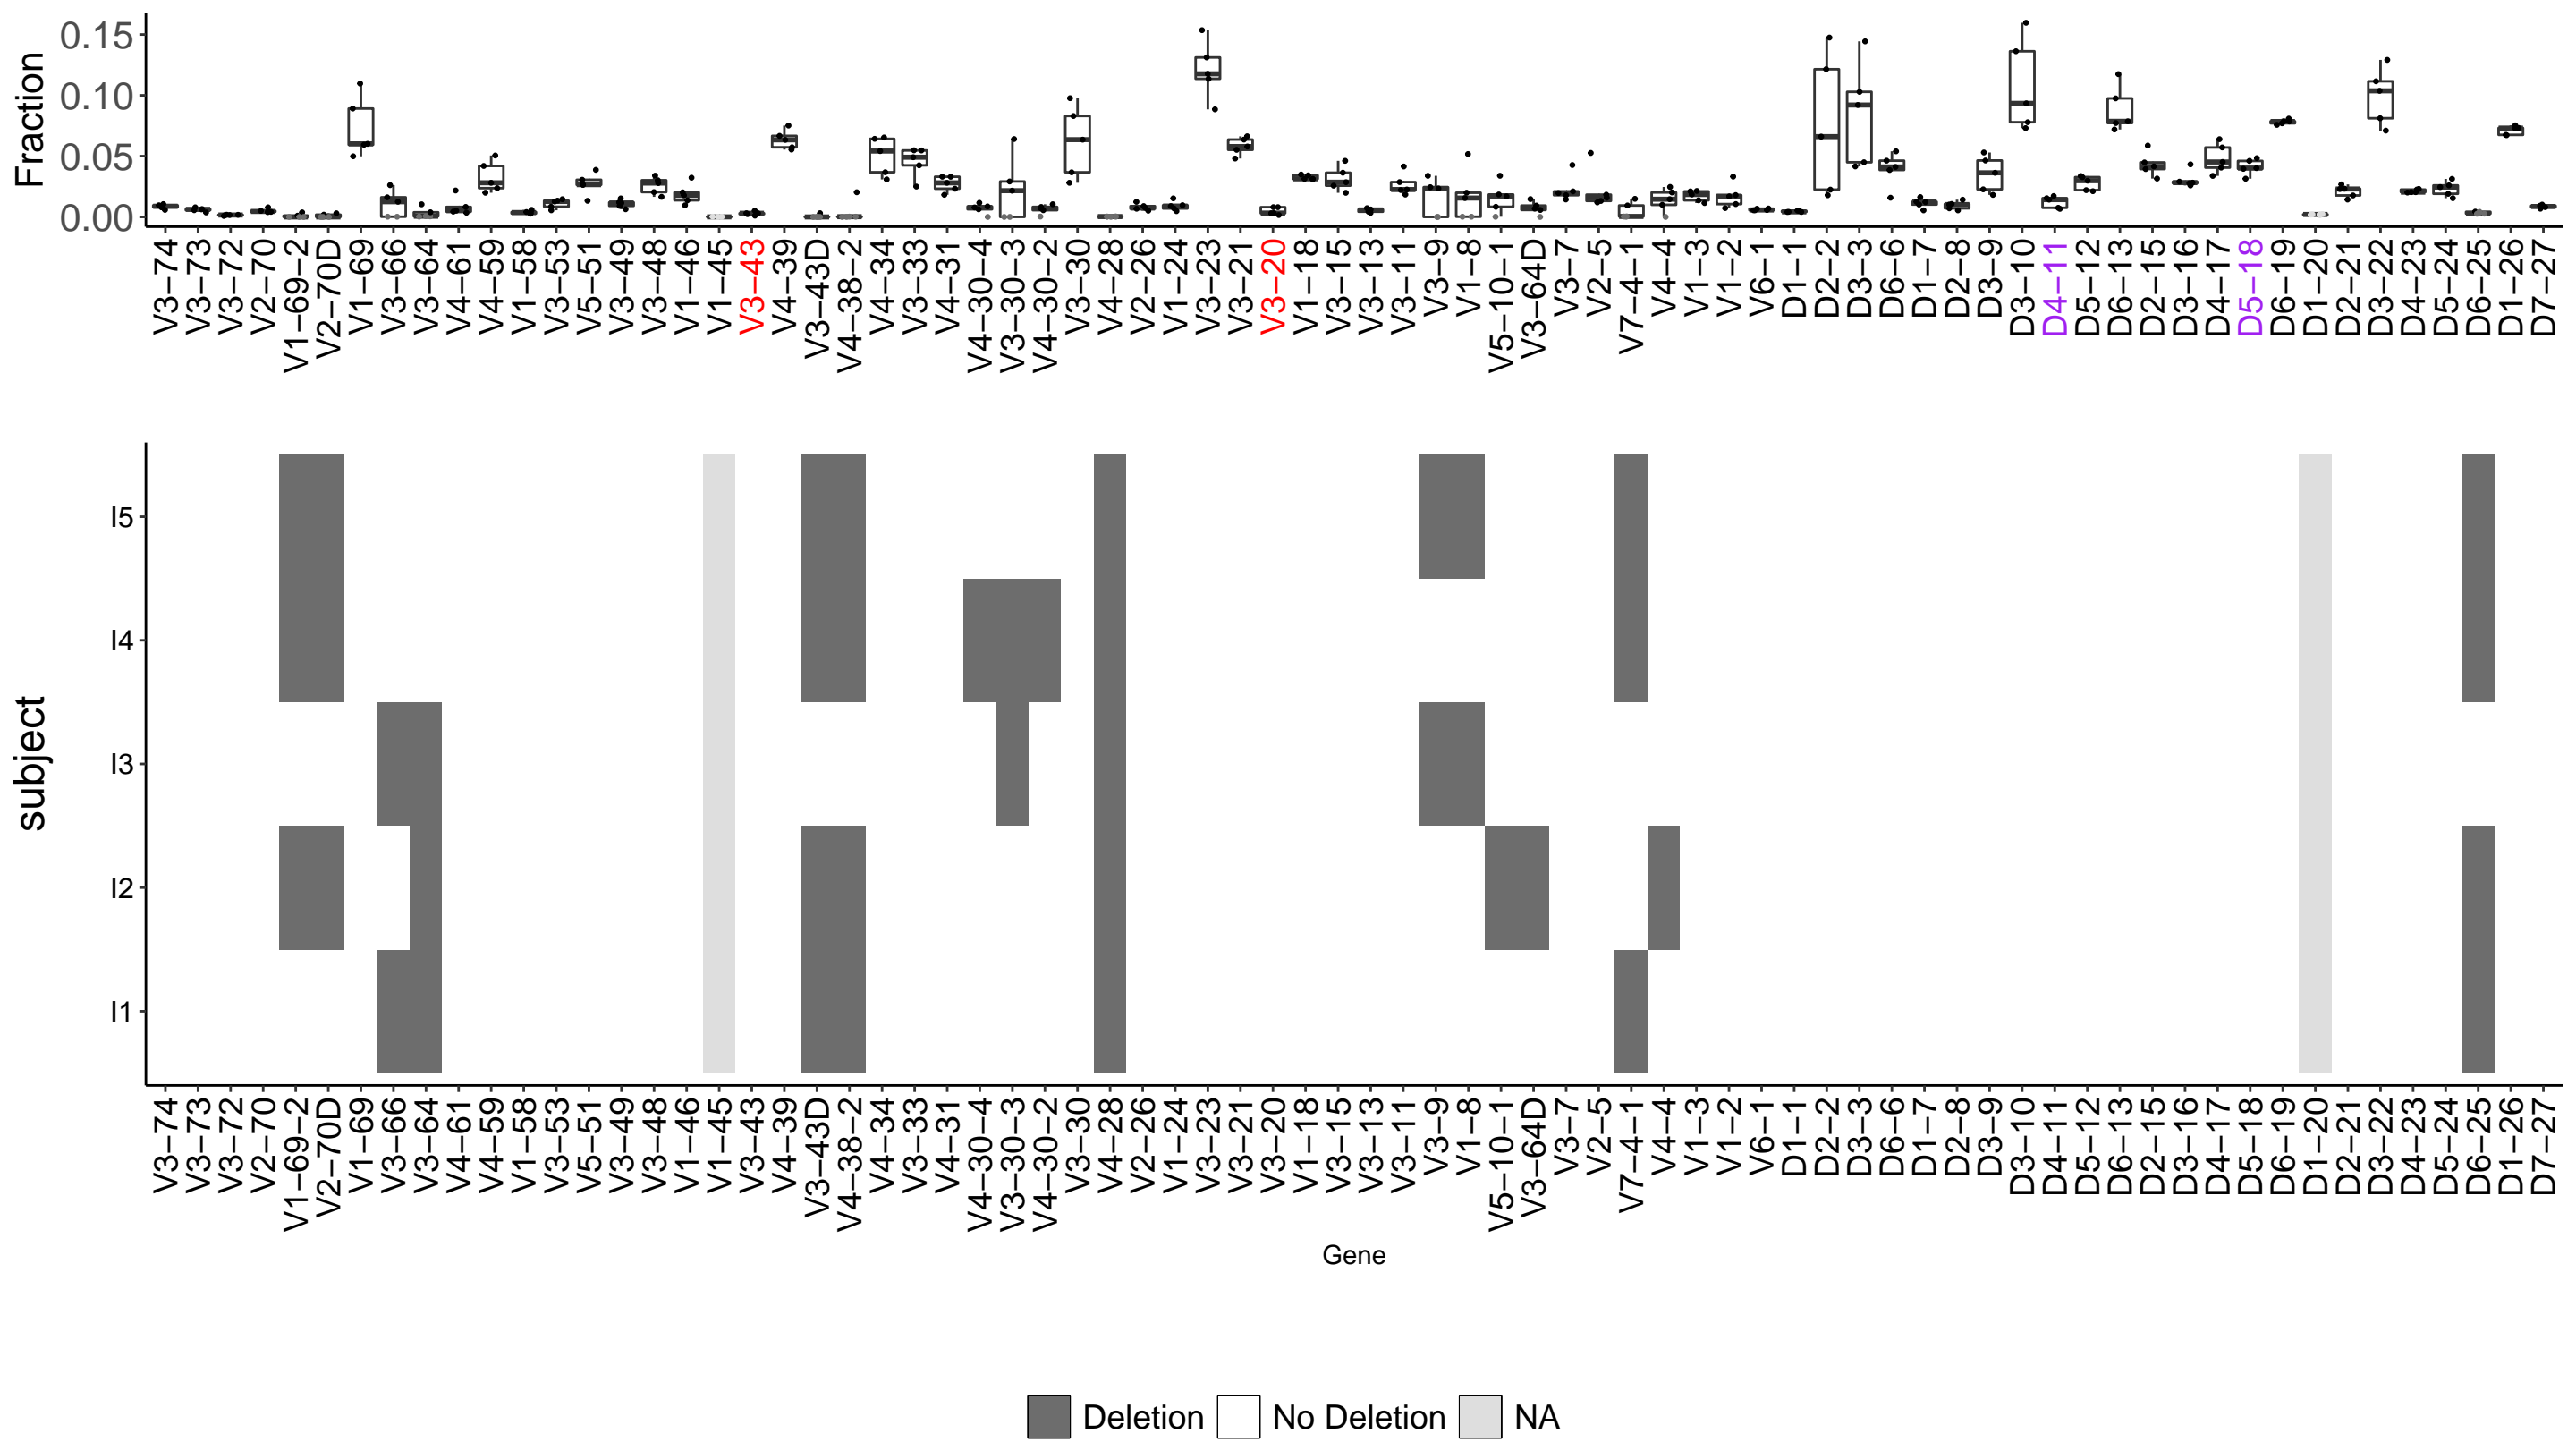 Fraction
0.15
0.10
0.05
0.00
V3−74 V3−73 V3−72 V2−70 V1−69−2 V2−70D V1−69 V3−66 V3−64 V4−61 V4−59 V1−58 V3−53 V5−51 V3−49 V3−48 V1−46 V1−45 V3−43 V4−39 V3−43D V4−38−2 V4−34 V3−33 V4−31 V4−30−4 V3−30−3 V4−30−2 V3−30 V4−28 V2−26 V1−24 V3−23 V3−21 V3−20 V1−18 V3−15 V3−13 V3−11 V3−9 V1−8 V5−10−1 V3−64D V3−7 V2−5 V7−4−1 V4−4 V1−3 V1−2 V6−1 D1−1 D2−2 D3−3 D6−6 D1−7 D2−8 D3−9 D3−10 D4−11 D5−12 D6−13 D2−15 D3−16 D4−17 D5−18 D6−19 D1−20 D2−21 D3−22 D4−23 D5−24 D6−25 D1−26 D7−27
subject
I5
I4
I3
I2
I1
V3−74 V3−73 V3−72 V2−70 V1−69−2 V2−70D V1−69 V3−66 V3−64 V4−61 V4−59 V1−58 V3−53 V5−51 V3−49 V3−48 V1−46 V1−45 V3−43 V4−39 V3−43D V4−38−2 V4−34 V3−33 V4−31 V4−30−4 V3−30−3 V4−30−2 V3−30 V4−28 V2−26 V1−24 V3−23 V3−21 V3−20 V1−18 V3−15 V3−13 V3−11 V3−9 V1−8 V5−10−1 V3−64D V3−7 V2−5 V7−4−1 V4−4 V1−3 V1−2 V6−1 D1−1 D2−2 D3−3 D6−6 D1−7 D2−8 D3−9 D3−10 D4−11 D5−12 D6−13 D2−15 D3−16 D4−17 D5−18 D6−19 D1−20 D2−21 D3−22 D4−23 D5−24 D6−25 D1−26 D7−27
Gene
Deletion No Deletion NA